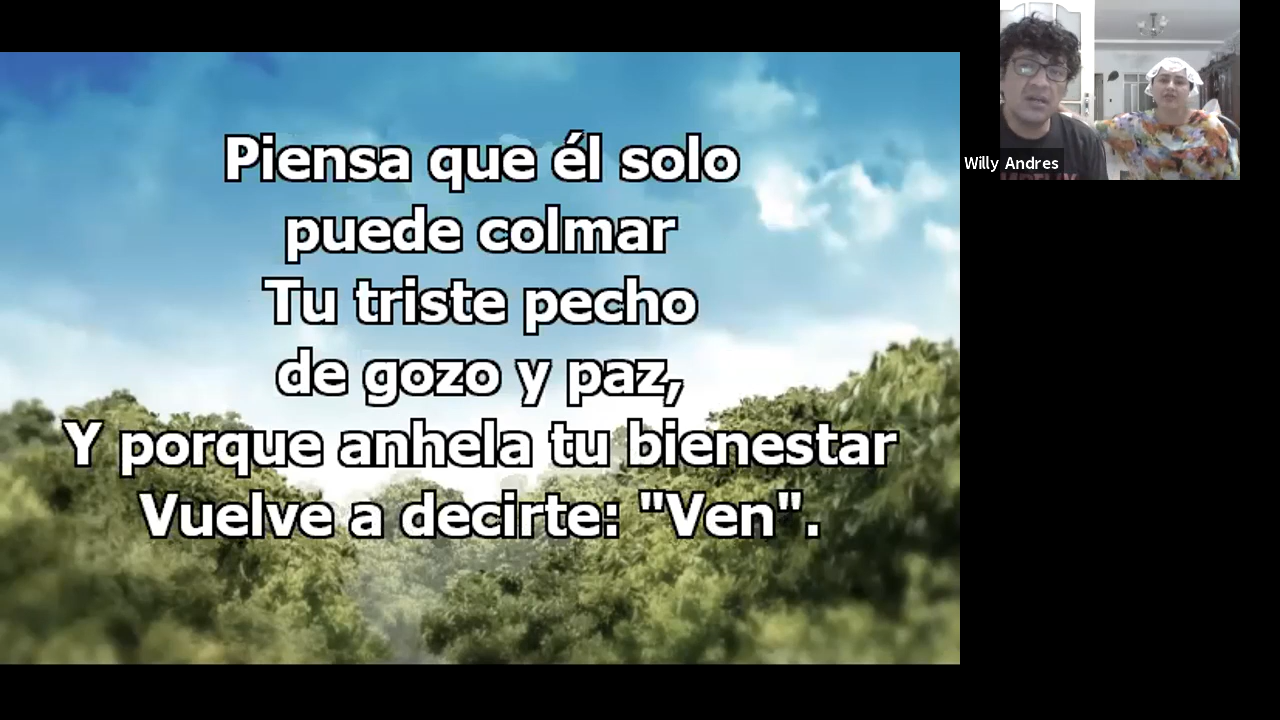 Piensa que él solo
puede colmar
Tu triste pecho
de gozo y paz,
Y porque anhela tu bienestar
Vuelve a decirte: "Ven".
Willy Andres